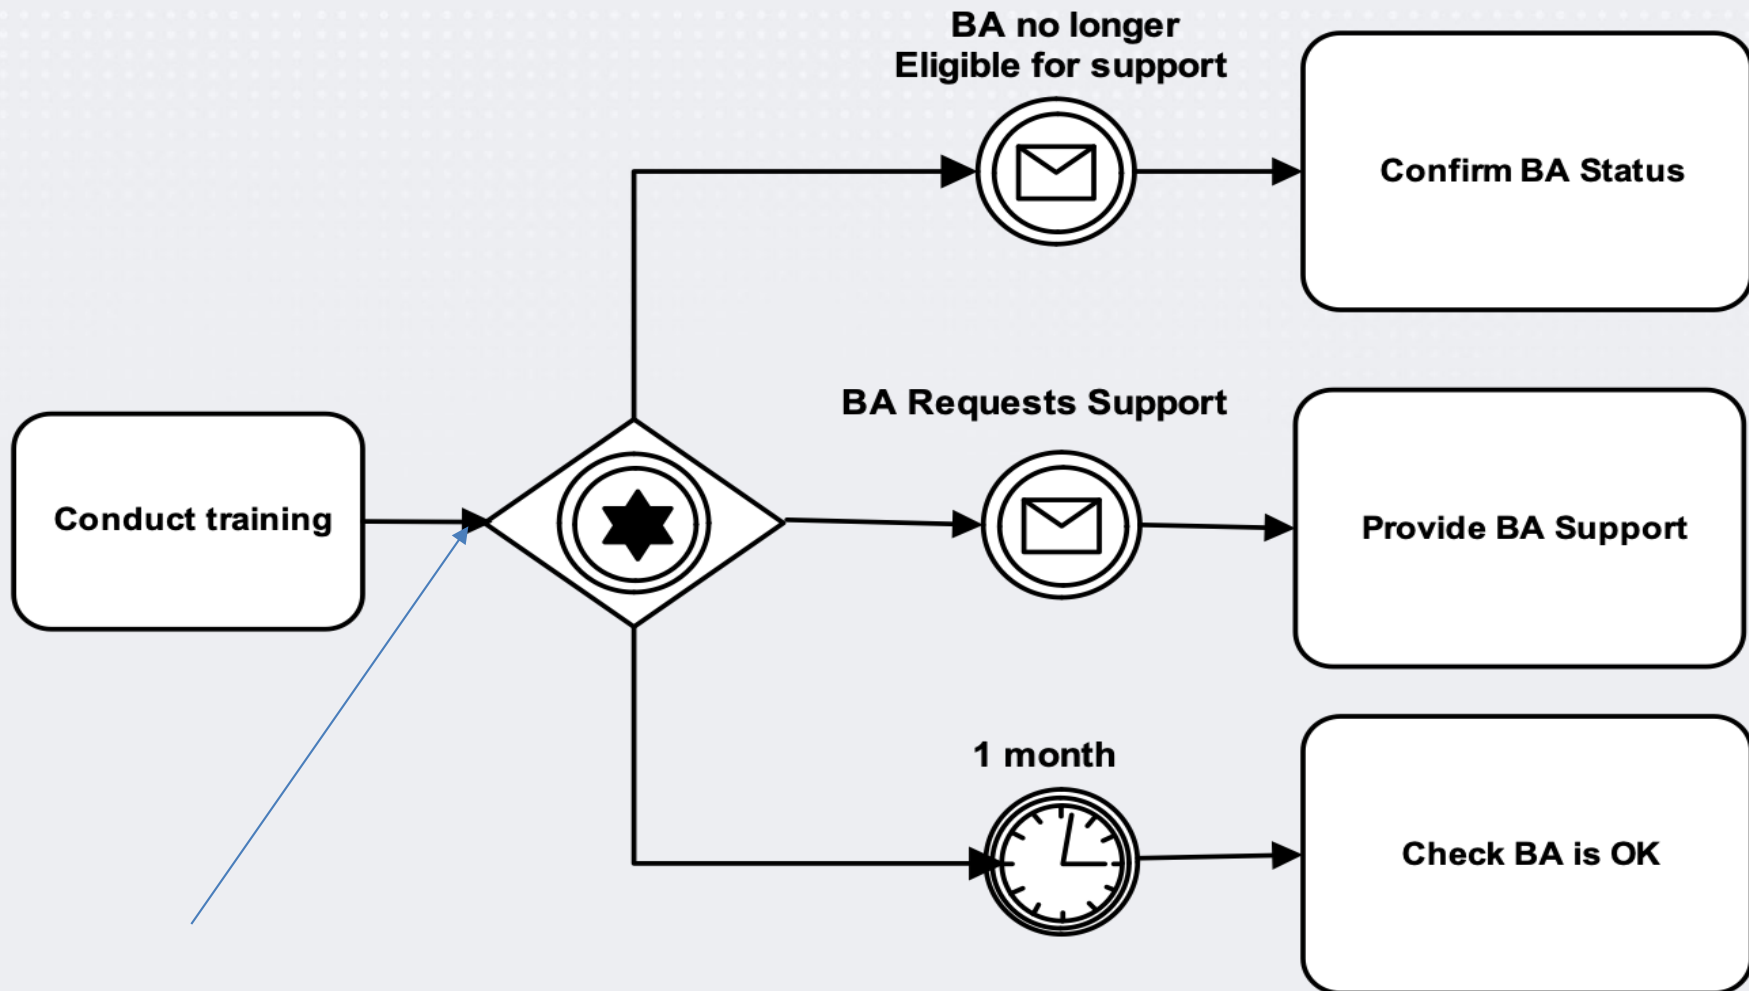 BA no longer
Eligible for support
Confirm BA Status
BA Requests Support
Conduct training
Provide BA Support
1 month
Check BA is OK